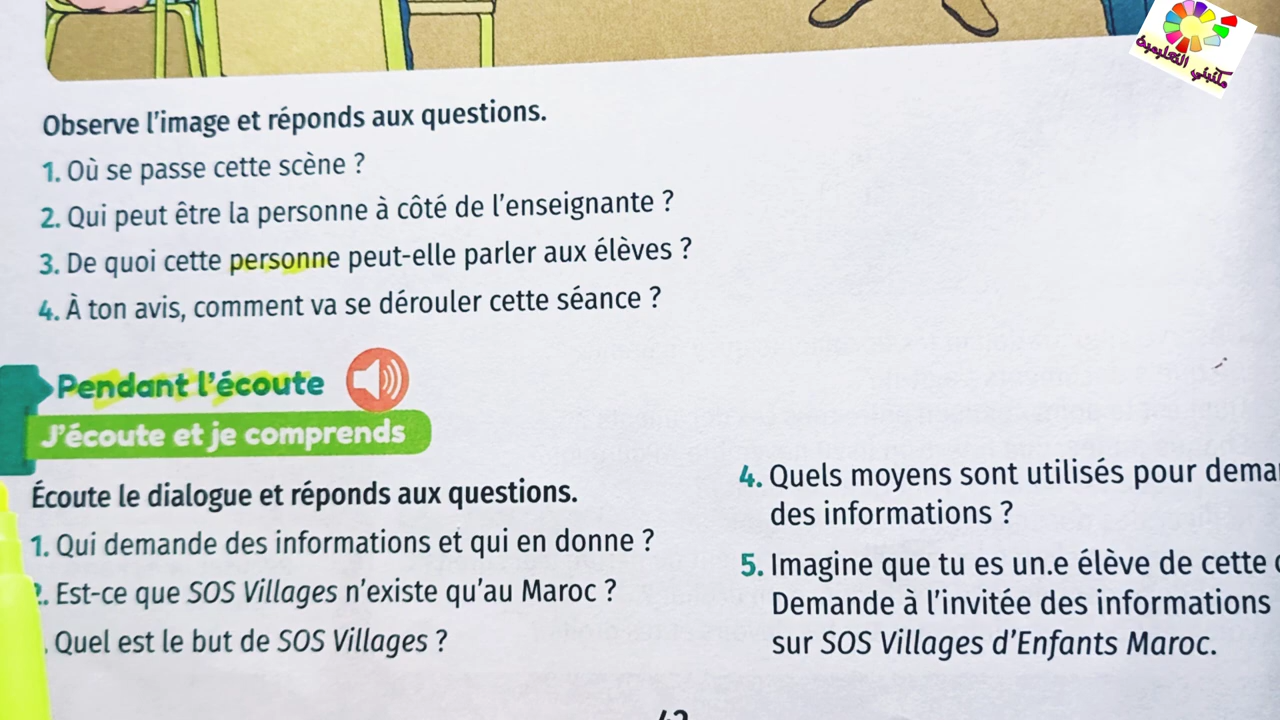 مكتبتي التعليمية
Observe l'image et réponds aux questions.
1. Où se passe cette scène ?
2. Qui peut être la personne à côté de l'enseignante ?
3. De quoi cette personne peut-elle parler aux élèves ?
4. À ton avis, comment va se dérouler cette séance ?
Pendant l'écoute
J'écoute et je comprends
Écoute le dialogue et réponds aux questions.
1. Qui demande des informations et qui en donne ?
2. Est-ce que SOS Villages n'existe qu'au Maroc ?
. Quel est le but de SOS Villages ?
4. Quels moyens sont utilisés pour dema
des informations ?
5. Imagine que tu es un.e élève de cette
Demande à l'invitée des informations
sur SOS Villages d'Enfants Maroc.